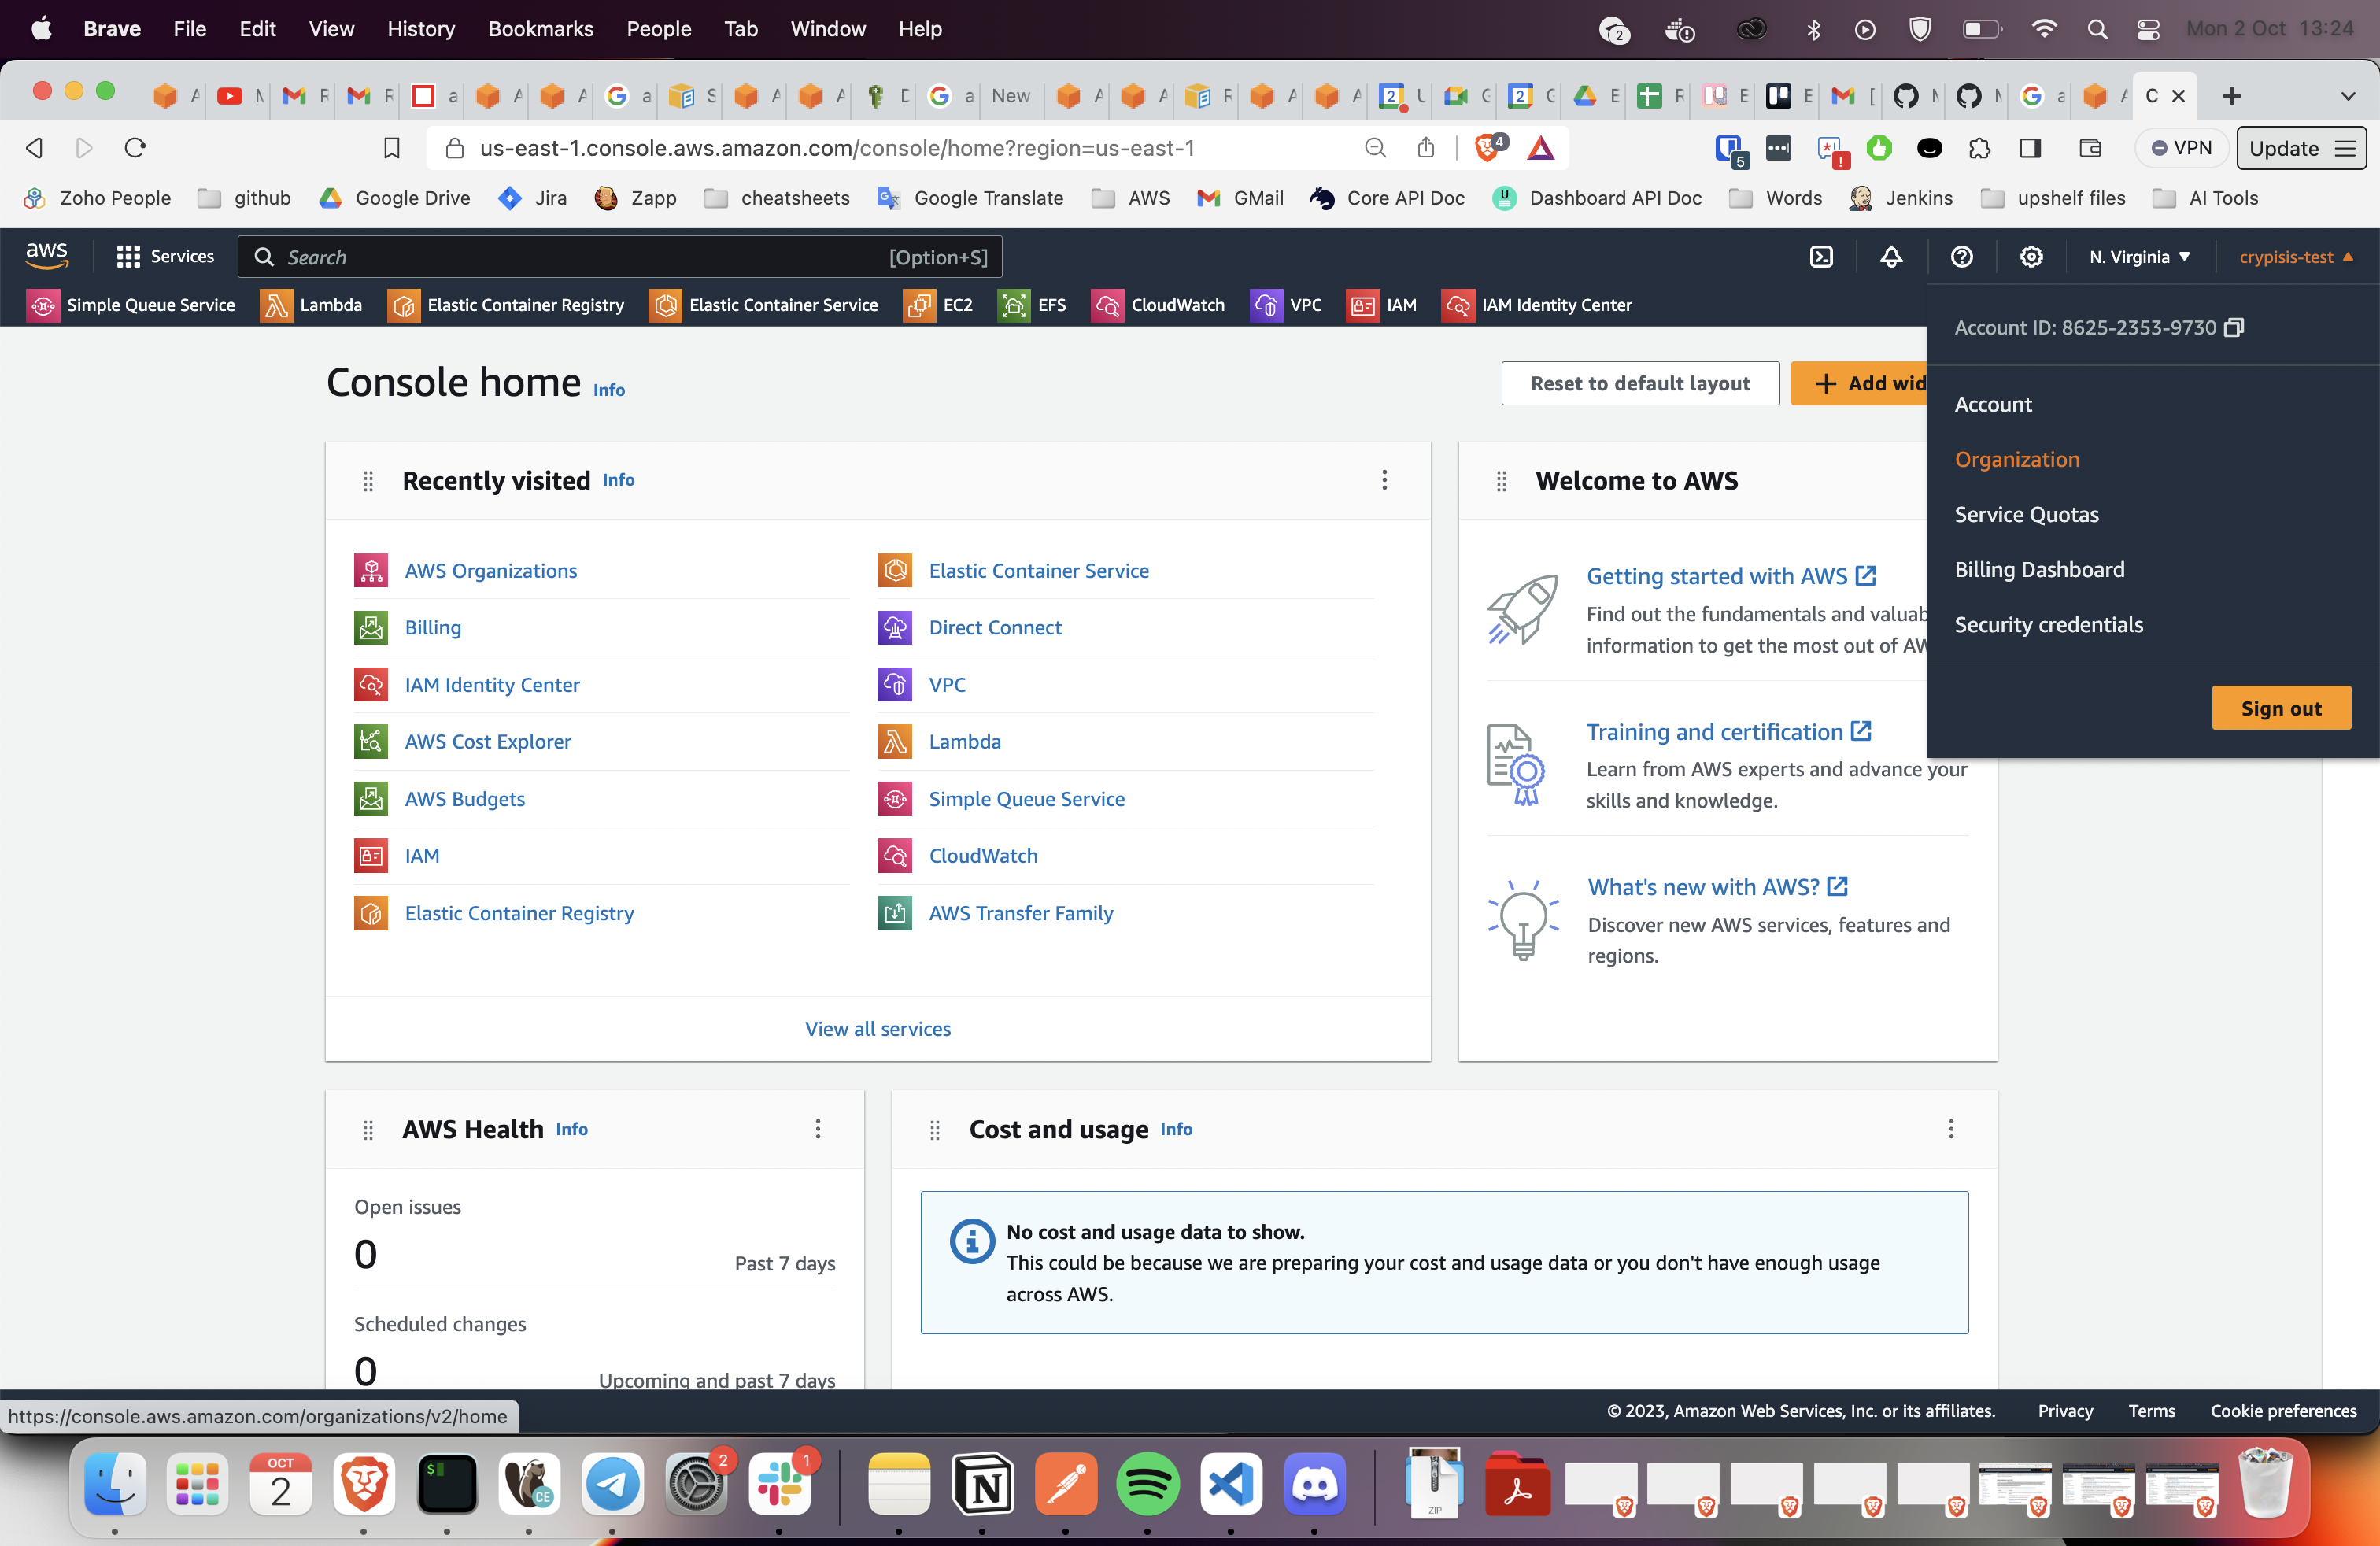 Brave File Edit View History Bookmarks People Tab Window Help
2
Mon 2 Oct 13:24
New
C
us-east-1.console.aws.amazon.com/console/home?region=us-east-1
4
5
VPN
Update
Zoho People github Google Drive Jira Zapp cheatsheets Google Translate AWS GMail Core API Doc Dashboard API Doc Words Jenkins upshelf files AI Tools
aws Services Search [Option+S] N. Virginia crypisis-test
Simple Queue Service Lambda Elastic Container Registry Elastic Container Service EC2 EFS CloudWatch VPC IAM IAM Identity Center
Account ID: 8625-2353-9730
Account
Organization
Service Quotas
Billing Dashboard
Security credentials
Sign out
Console home Info
Reset to default layout
Add wid
Recently visited Info
AWS Organizations
Billing
IAM Identity Center
AWS Cost Explorer
AWS Budgets
IAM
Elastic Container Registry
Elastic Container Service
Direct Connect
VPC
Lambda
Simple Queue Service
CloudWatch
AWS Transfer Family
View all services
Welcome to AWS
Getting started with AWS
Find out the fundamentals and valuab
information to get the most out of AW
Training and certification
Learn from AWS experts and advance your
skills and knowledge.
What's new with AWS?
Discover new AWS services, features and
regions.
AWS Health Info
Open issues
0
Past 7 days
Scheduled changes
0
Upcoming and past 7 days
Cost and usage Info
No cost and usage data to show.
This could be because we are preparing your cost and usage data or you don't have enough usage
across AWS.
https://console.aws.amazon.com/organizations/v2/home
© 2023, Amazon Web Services, Inc. or its affiliates. Privacy Terms Cookie preferences
OCT
2
CE
2
1
ZIP